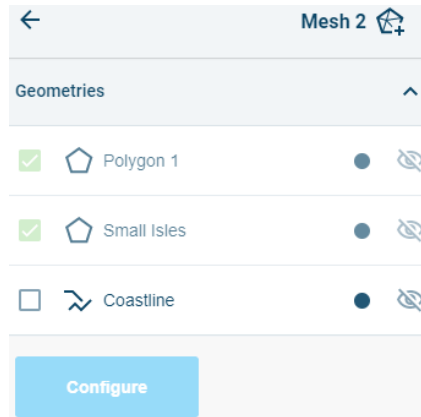 Mesh 2
Geometries
Polygon 1
Small Isles
Coastline
Configure